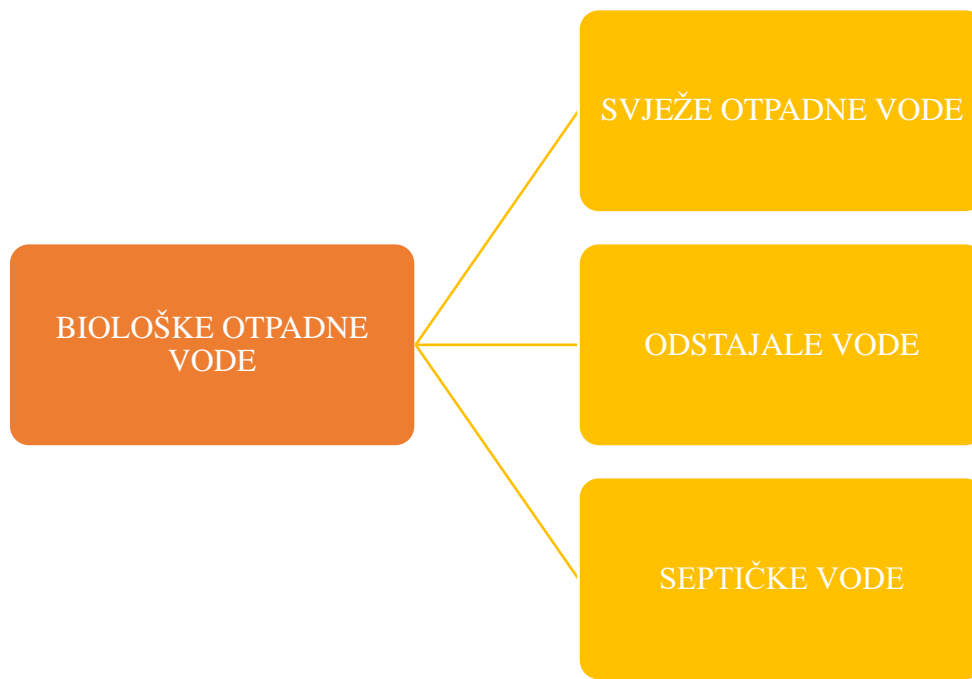 SVJEŽE OTPADNE VODE
BIOLOŠKE OTPADNE
VODE
ODSTAJALE VODE
SEPTIČKE VODE